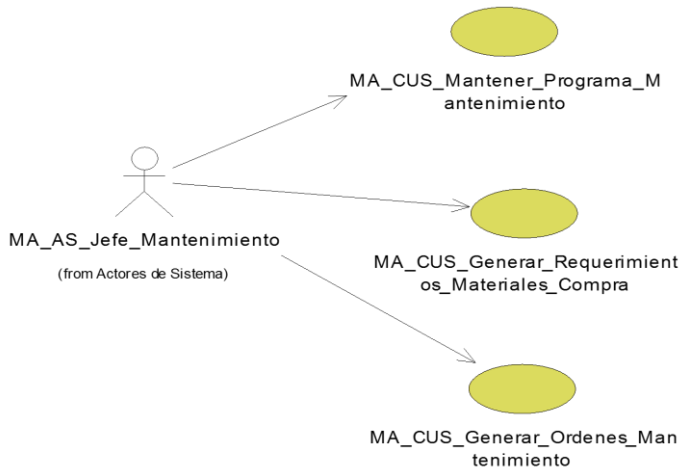 MA_CUS_Mantener_Programa_M
antenimiento
MA_AS_Jefe_Mantenimiento
(from Actores de Sistema)
MA_CUS_Generar_Requerimient
os_Materiales_Compra
MA_CUS_Generar_Ordenes_Man
tenimiento